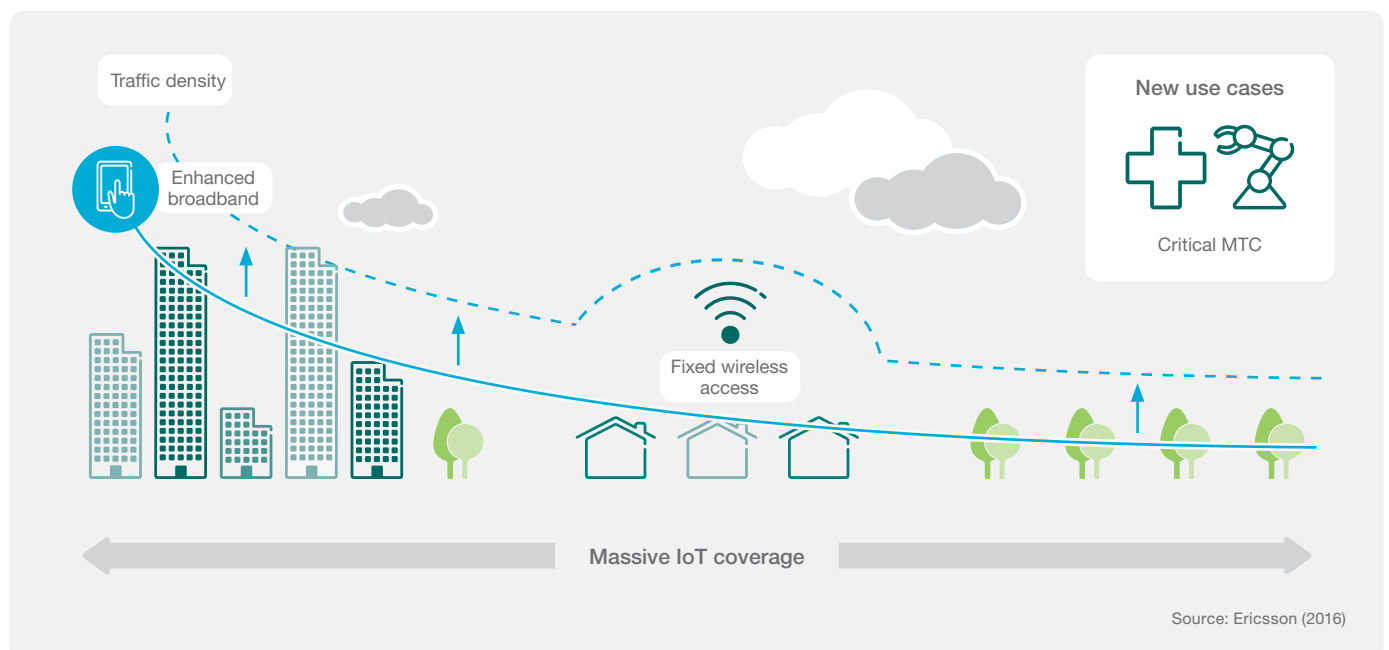 Traffic density
Enhanced
broadband
New use cases
Critical MTC
Fixed wireless
access
Massive IoT coverage
Source: Ericsson (2016)